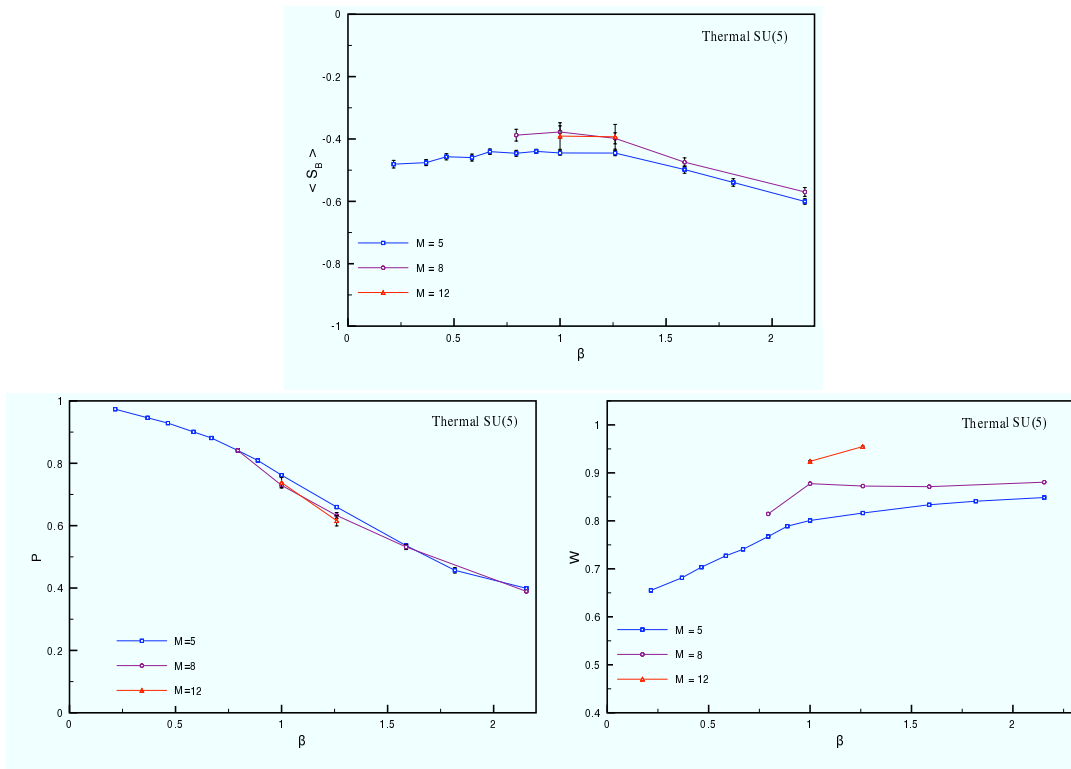 0
Thermal SU(5)
-0.2
-0.4
< S_B >
-0.6
M = 5
M = 8
-0.8
M = 12
-1
0 0.5 1 1.5 2
β
1
Thermal SU(5)
0.8
0.6
P
0.4
M=5
0.2
M=8
M=12
0
0 0.5 1 1.5 2
β
1
Thermal SU(5)
0.9
0.8
W
0.7
0.6
M = 5
M = 8
0.5
M = 12
0.4
0 0.5 1 1.5 2
β